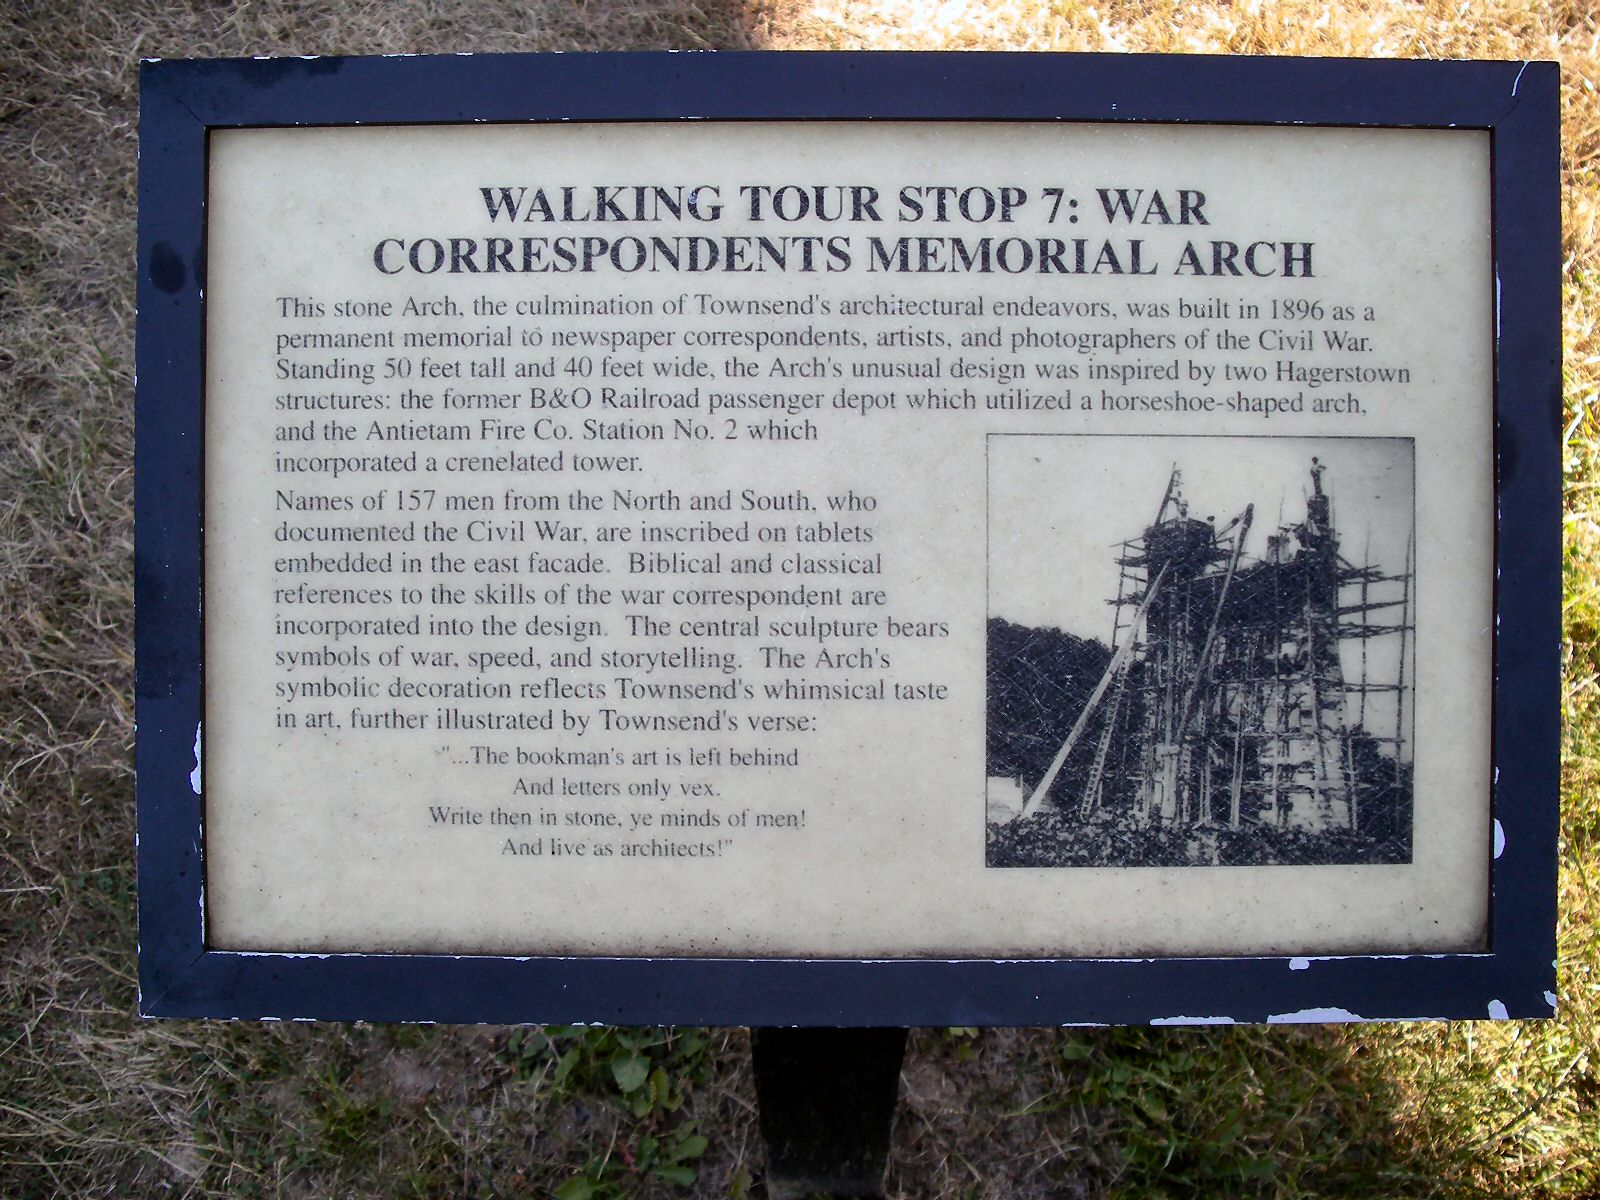 WALKING TOUR STOP 7: WAR
CORRESPONDENTS MEMORIAL ARCH
This stone Arch, the culmination of Townsend's architectural endeavors, was built in 1896 as a
permanent memorial to newspaper correspondents, artists, and photographers of the Civil War.
Standing 50 feet tall and 40 feet wide, the Arch's unusual design was inspired by two Hagerstown
structures: the former B&O Railroad passenger depot which utilized a horseshoe-shaped arch,
and the Antietam Fire Co. Station No. 2 which
incorporated a crenelated tower.
Names of 157 men from the North and South, who
documented the Civil War, are inscribed on tablets
embedded in the east facade. Biblical and classical
references to the skills of the war correspondent are
incorporated into the design. The central sculpture bears
symbols of war, speed, and storytelling. The Arch's
symbolic decoration reflects Townsend's whimsical taste
in art, further illustrated by Townsend's verse:
"...The bookman's art is left behind
And letters only vex.
Write then in stone, ye minds of men!
And live as architects!"